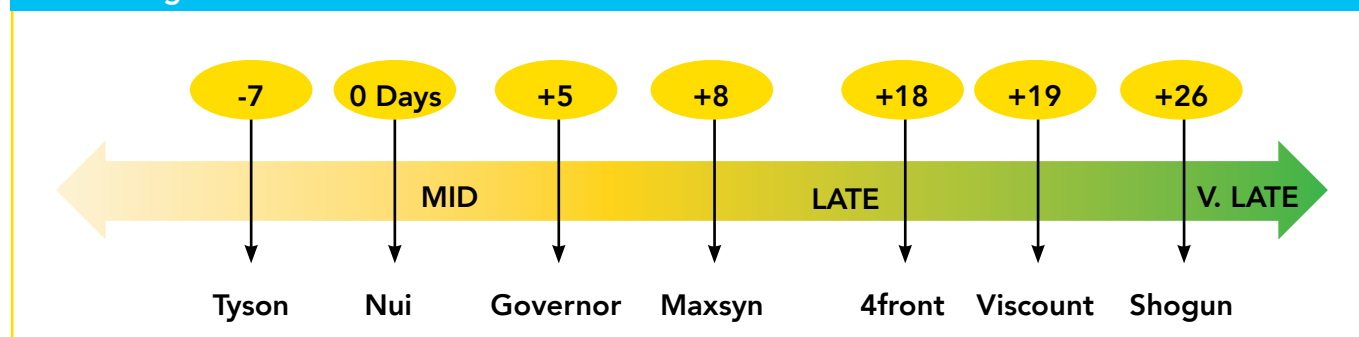 -7 0 Days +5 +8 +18 +19 +26
MID LATE V. LATE
Tyson Nui Governor Maxsyn 4front Viscount Shogun